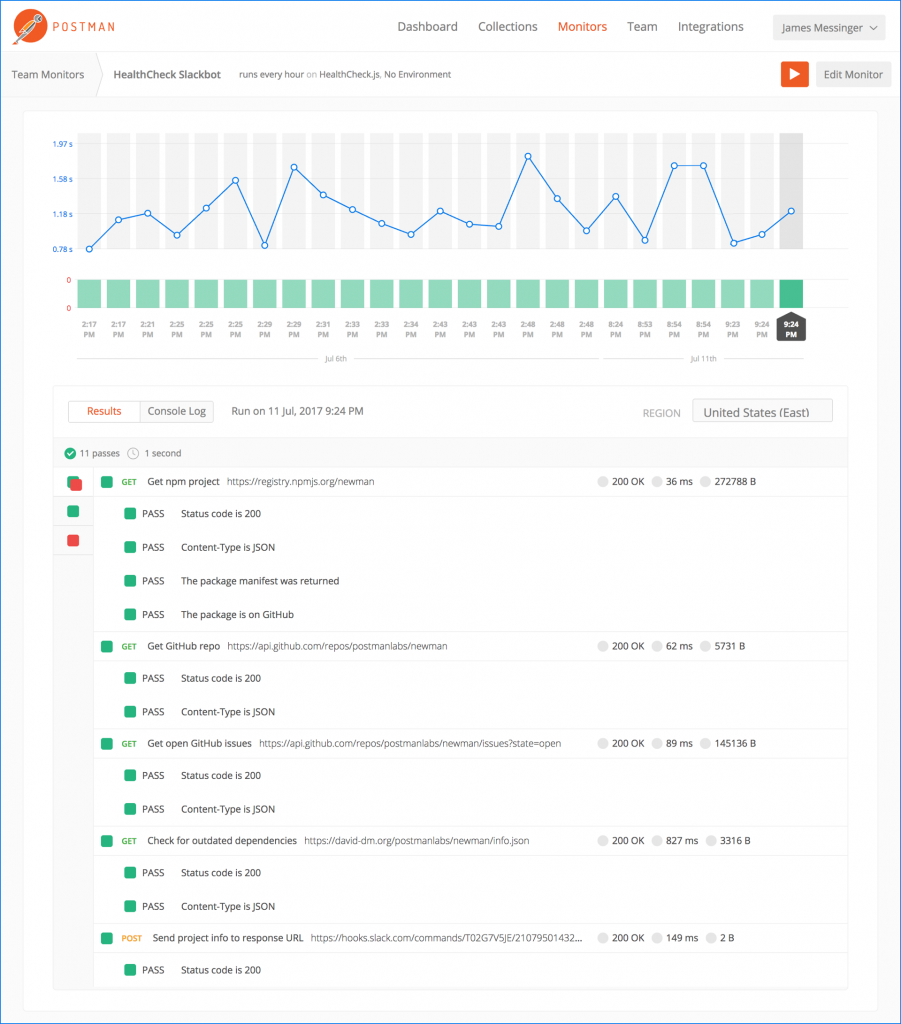 POSTMAN
Dashboard Collections Monitors Team Integrations James Messinger
Team Monitors HealthCheck Slackbot runs every hour on HealthCheck.js, No Environment Edit Monitor
1.97 s
1.58 s
1.18 s
0.78 s
0
0
2:17 2:17 2:21 2:25 2:25 2:25 2:29 2:29 2:31 2:33 2:33 2:34 2:43 2:43 2:43 2:48 2:48 2:48 8:24 8:53 8:54 8:54 9:23 9:24 9:24
PM PM PM PM PM PM PM PM PM PM PM PM PM PM PM PM PM PM PM PM PM PM PM PM PM
Jul 6th Jul 11th
Results Console Log Run on 11 Jul, 2017 9:24 PM REGION United States (East)
11 passes 1 second
GET Get npm project https://registry.npmjs.org/newman 200 OK 36 ms 272788 B
PASS Status code is 200
PASS Content-Type is JSON
PASS The package manifest was returned
PASS The package is on GitHub
GET Get GitHub repo https://api.github.com/repos/postmanlabs/newman 200 OK 62 ms 5731 B
PASS Status code is 200
PASS Content-Type is JSON
GET Get open GitHub issues https://api.github.com/repos/postmanlabs/newman/issues?state=open 200 OK 89 ms 145136 B
PASS Status code is 200
PASS Content-Type is JSON
GET Check for outdated dependencies https://david-dm.org/postmanlabs/newman/info.json 200 OK 827 ms 3316 B
PASS Status code is 200
PASS Content-Type is JSON
POST Send project info to response URL https://hooks.slack.com/commands/T02G7V5JE/21079501432... 200 OK 149 ms 2 B
PASS Status code is 200